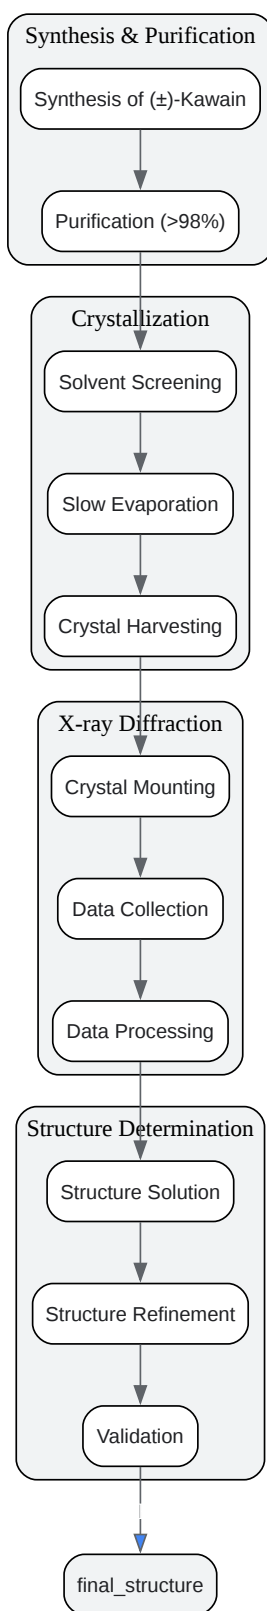 Synthesis & Purification
Synthesis of (±)-Kawain
Purification (>98%)
Crystallization
Solvent Screening
Slow Evaporation
Crystal Harvesting
X-ray Diffraction
Crystal Mounting
Data Collection
Data Processing
Structure Determination
Structure Solution
Structure Refinement
Validation
final_structure